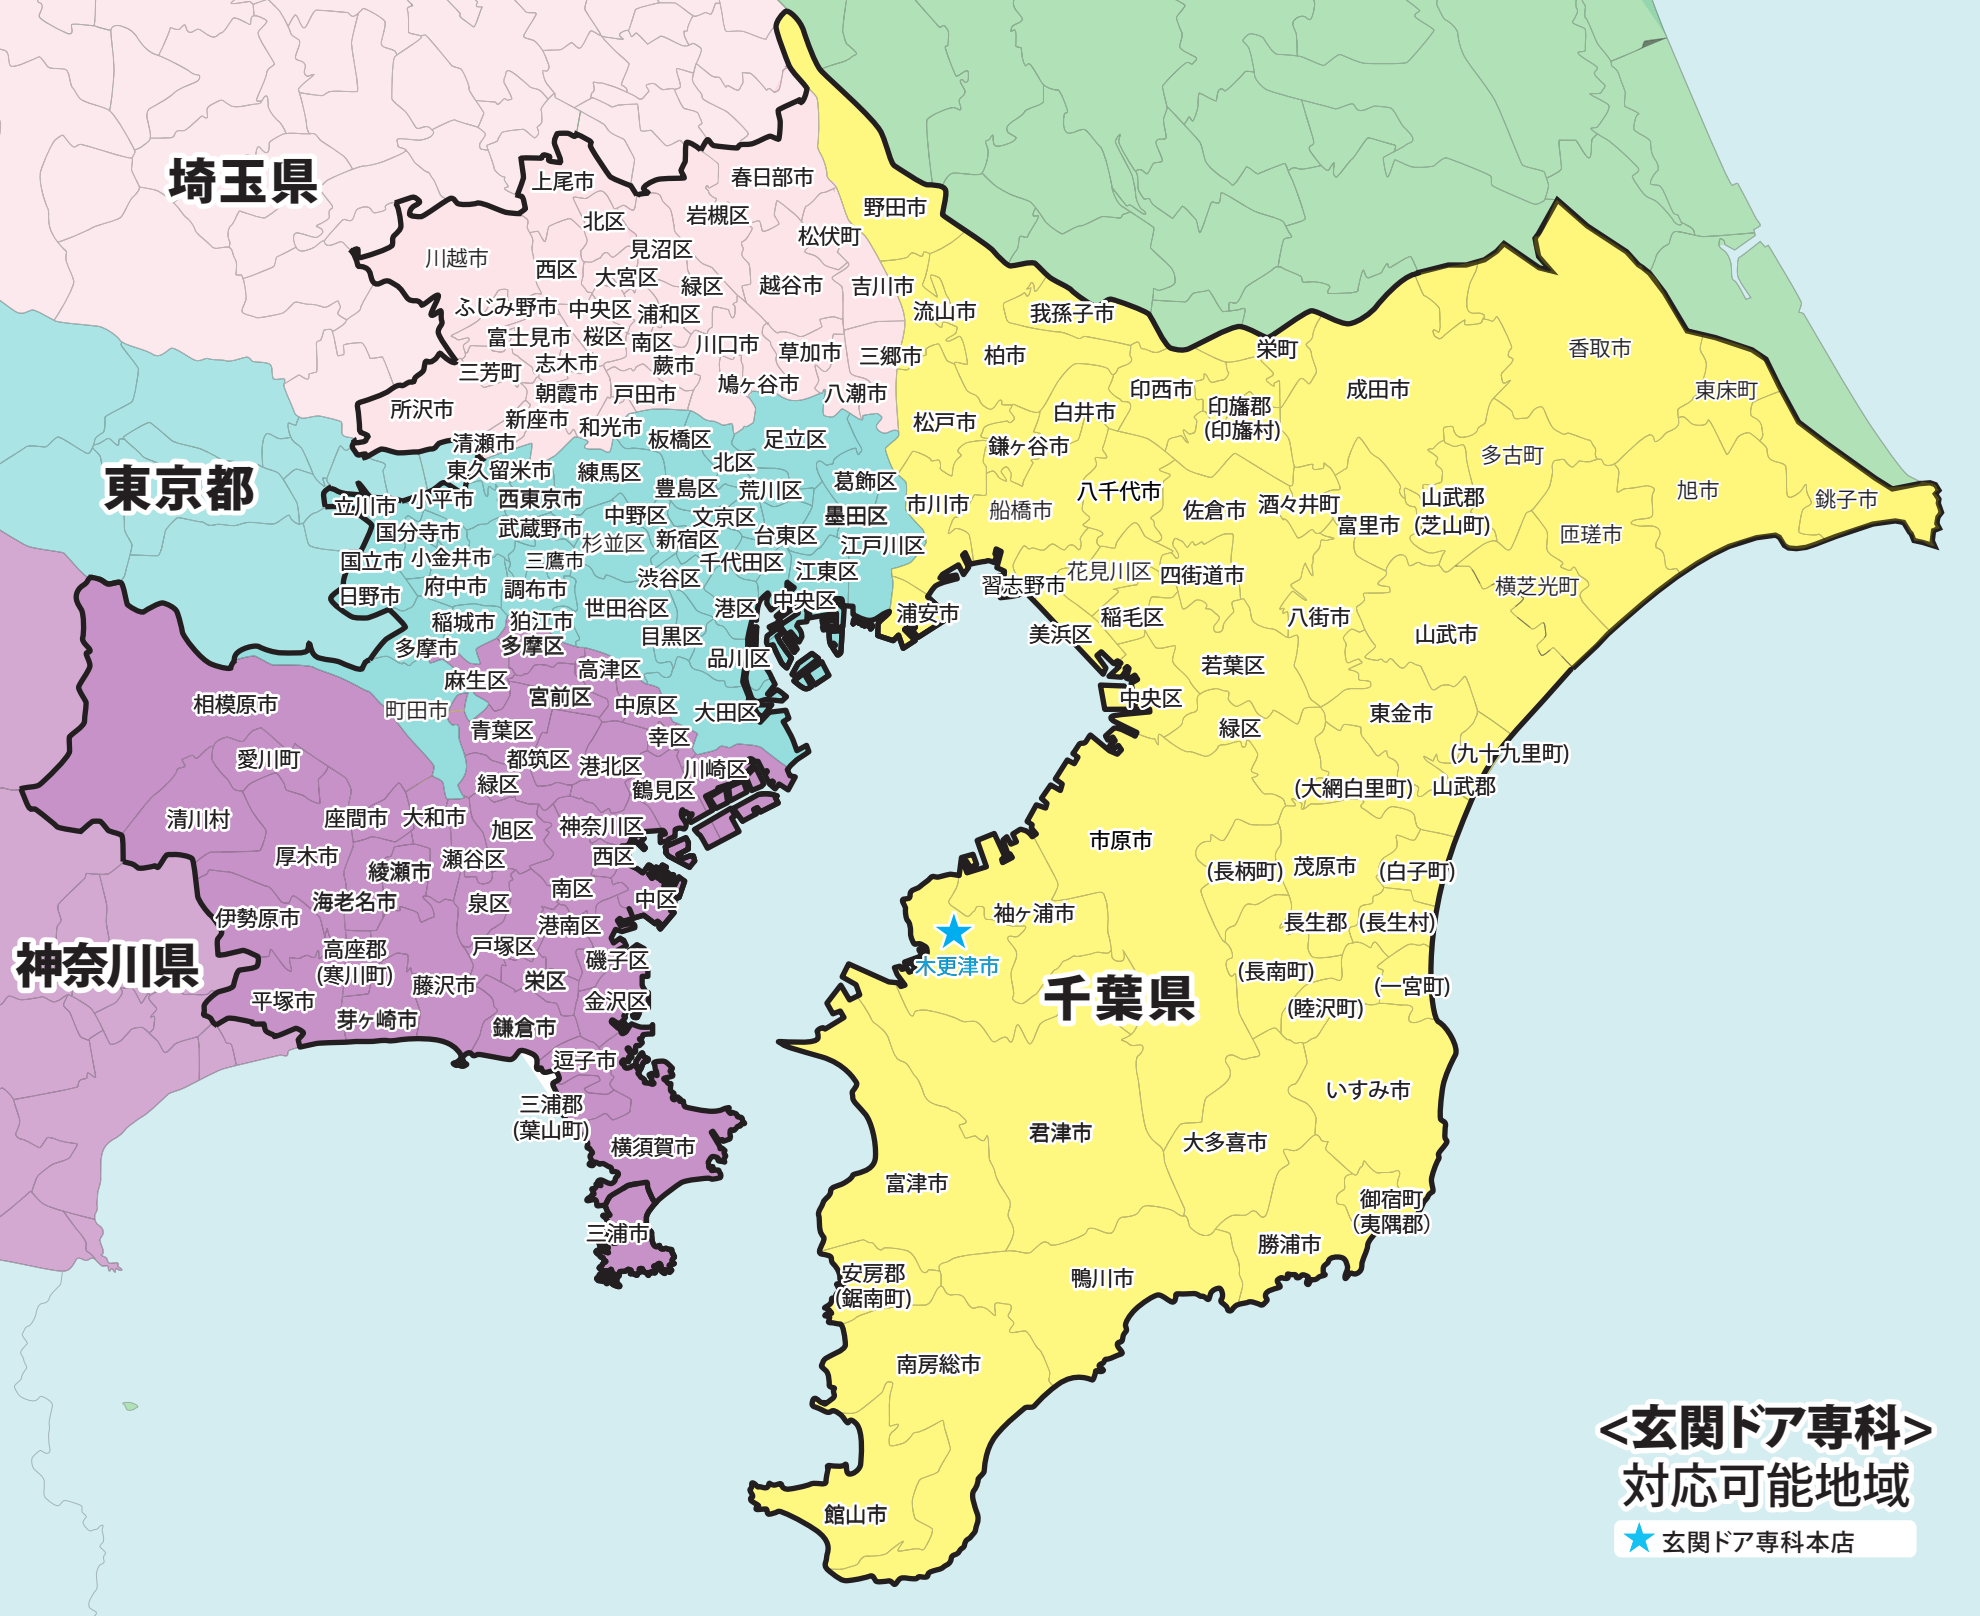 埼玉県
上尾市
春日部市
北区
岩槻区
野田市
松伏町
川越市
見沼区
西区
大宮区
緑区
越谷市
吉川市
ふじみ野市
中央区
浦和区
流山市
我孫子市
富士見市
桜区
南区
川口市
草加市
三郷市
柏市
栄町
香取市
三芳町
志木市
蕨市
鳩ヶ谷市
八潮市
印西市
成田市
東床町
所沢市
朝霞市
戸田市
白井市
印旛郡
(印旛村)
新座市
和光市
松戸市
鎌ヶ谷市
清瀬市
板橋区
足立区
多古町
東久留米市
練馬区
北区
葛飾区
東京都
立川市
小平市
西東京市
豊島区
荒川区
市川市
船橋市
八千代市
佐倉市
酒々井町
山武郡
(芝山町)
富里市
旭市
銚子市
匝瑳市
国分寺市
武蔵野市
中野区
文京区
墨田区
杉並区
新宿区
台東区
江戸川区
国立市
小金井市
三鷹市
千代田区
江東区
習志野市
花見川区
四街道市
横芝光町
日野市
府中市
調布市
渋谷区
世田谷区
港区
中央区
浦安市
稲毛区
八街市
稲城市
狛江市
目黒区
美浜区
山武市
多摩市
多摩区
品川区
若葉区
麻生区
高津区
宮前区
中原区
大田区
中央区
東金市
相模原市
町田市
青葉区
幸区
緑区
(九十九里町)
愛川町
都筑区
港北区
川崎区
緑区
鶴見区
(大網白里町)
山武郡
清川村
座間市
大和市
旭区
神奈川区
市原市
厚木市
綾瀬市
瀬谷区
西区
(長柄町)
茂原市
(白子町)
海老名市
泉区
南区
中区
袖ヶ浦市
伊勢原市
港南区
長生郡
(長生村)
神奈川県
高座郡
(寒川町)
戸塚区
磯子区
木更津市
(長南町)
藤沢市
栄区
(一宮町)
平塚市
金沢区
千葉県
(睦沢町)
芽ヶ崎市
鎌倉市
逗子市
いすみ市
三浦郡
(葉山町)
横須賀市
君津市
大多喜市
富津市
御宿町
(夷隅郡)
三浦市
勝浦市
安房郡
(鋸南町)
鴨川市
南房総市
館山市
<玄関ドア専科>
対応可能地域
玄関ドア専科本店